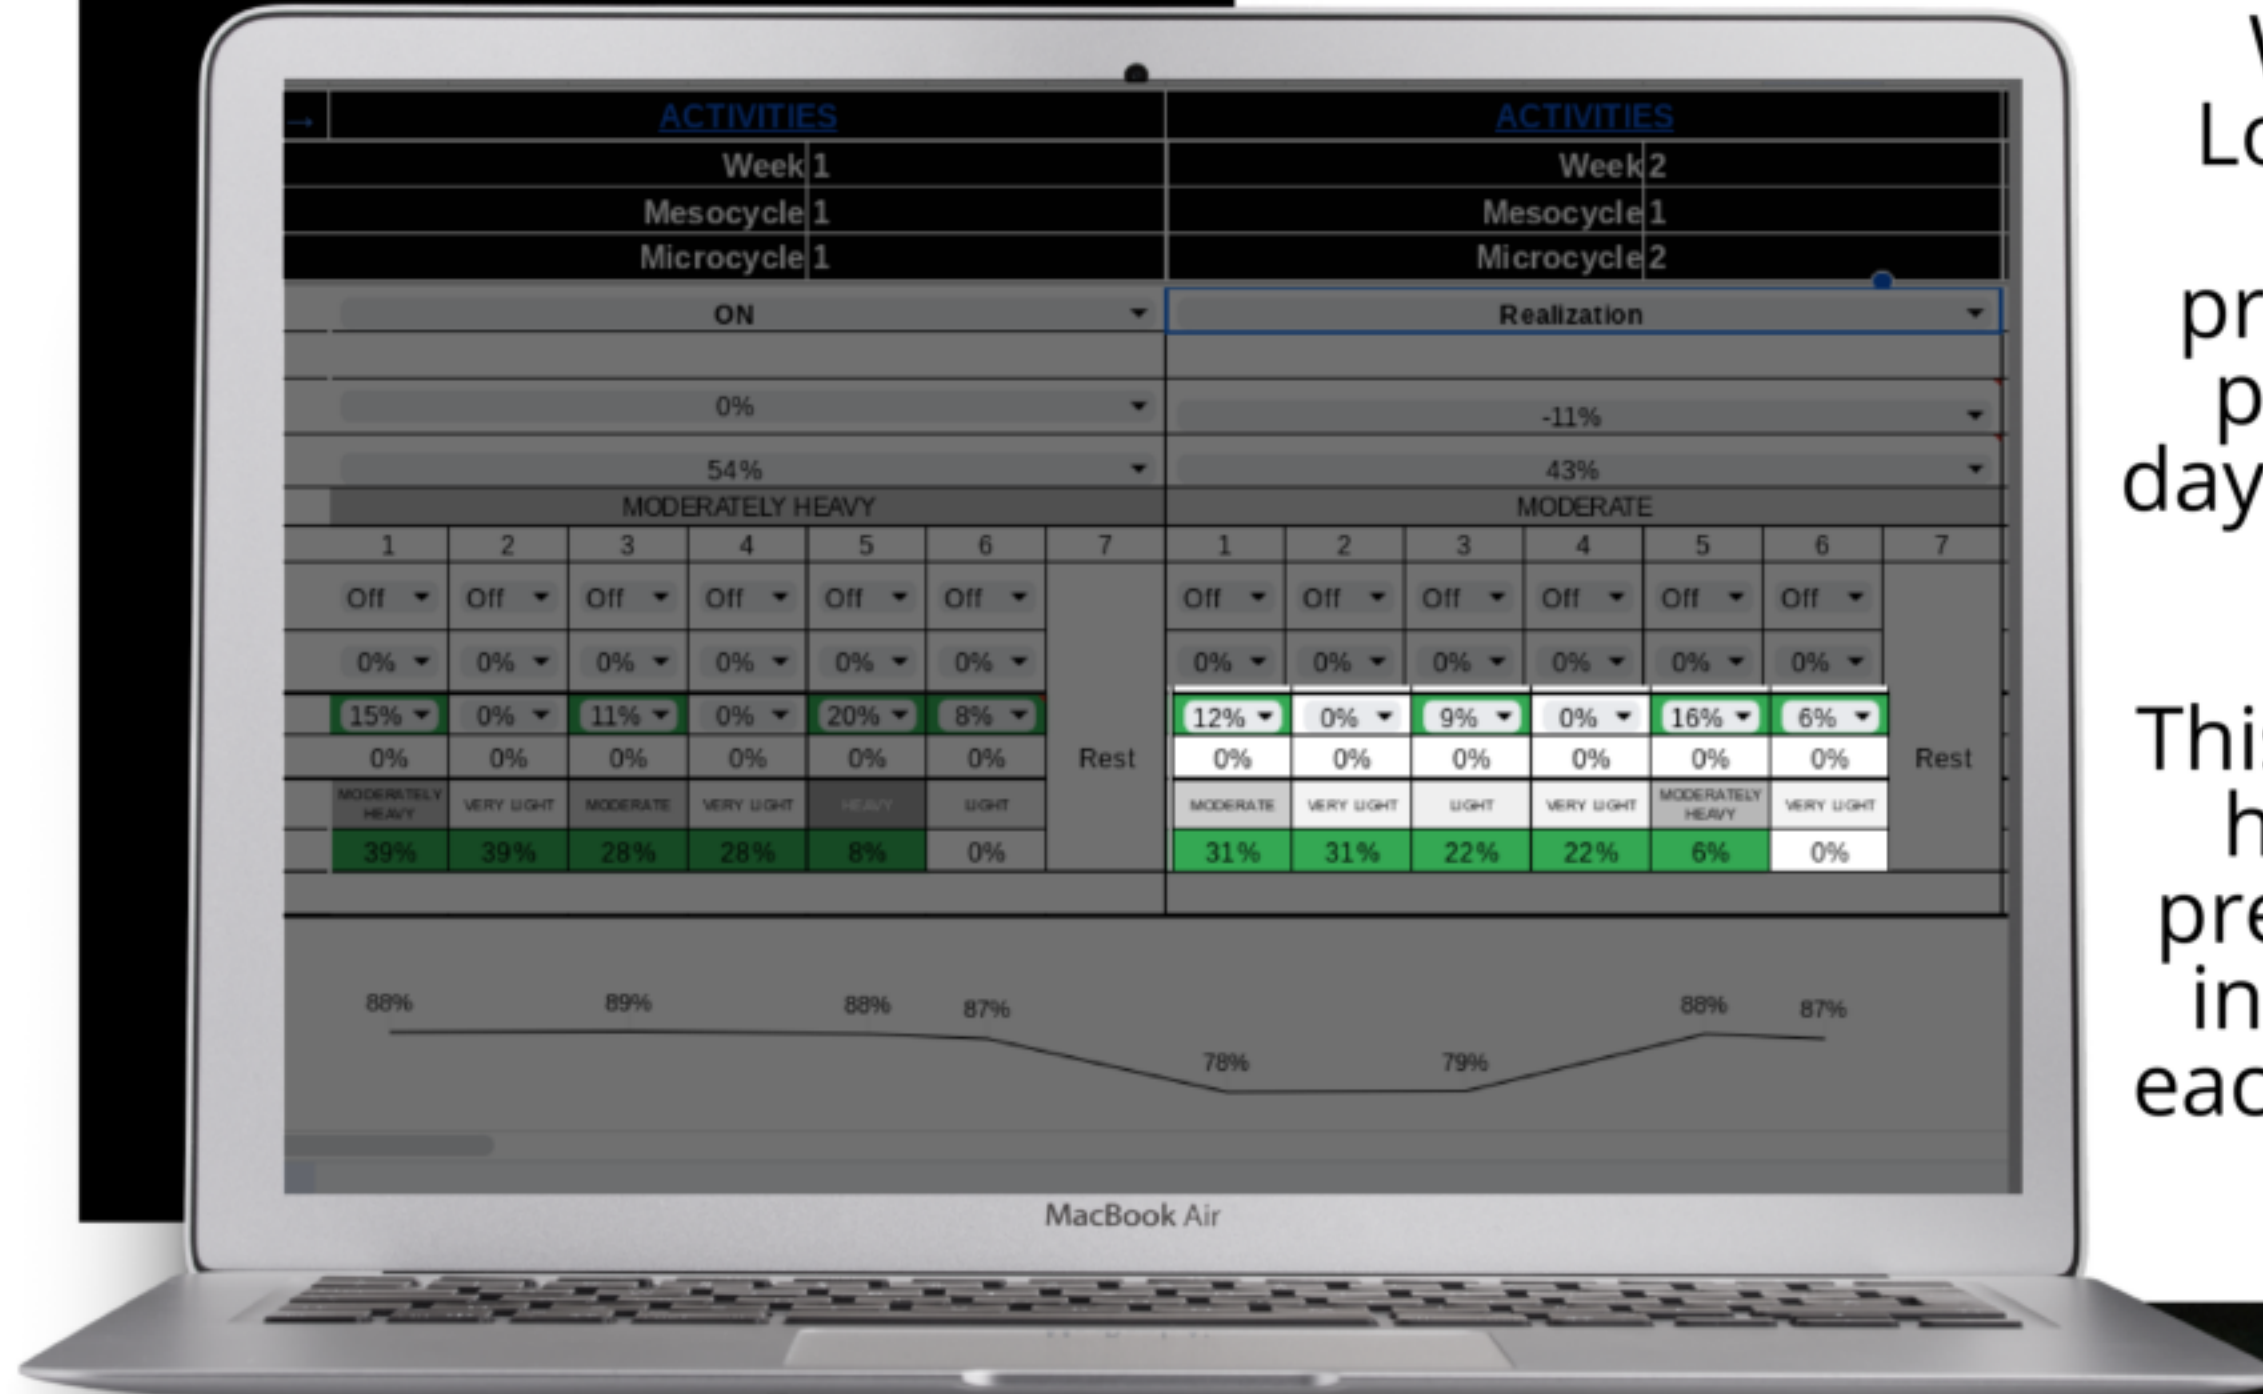 → ACTIVITIES ACTIVITIES
Week 1 Week 2
Mesocycle 1 Mesocycle 1
Microcycle 1 Microcycle 2
ON Realization
0% -11%
54% 43%
MODERATELY HEAVY MODERATE
1 2 3 4 5 6 7 1 2 3 4 5 6 7
Off Off Off Off Off Off Off Off Off Off Off Off
0% 0% 0% 0% 0% 0% 0% 0% 0% 0% 0% 0%
15% 0% 11% 0% 20% 8% 12% 0% 9% 0% 16% 6%
0% 0% 0% 0% 0% 0% Rest 0% 0% 0% 0% 0% 0% Rest
MODERATELY HEAVY VERY LIGHT MODERATE VERY LIGHT HEAVY LIGHT MODERATE VERY LIGHT LIGHT VERY LIGHT MODERATELY HEAVY VERY LIGHT
39% 39% 28% 28% 8% 0% 31% 31% 22% 22% 6% 0%
88% 89% 88% 87% 78% 79% 88% 87%
MacBook Air
Lo
pr
p
day
This
h
pre
in
eac